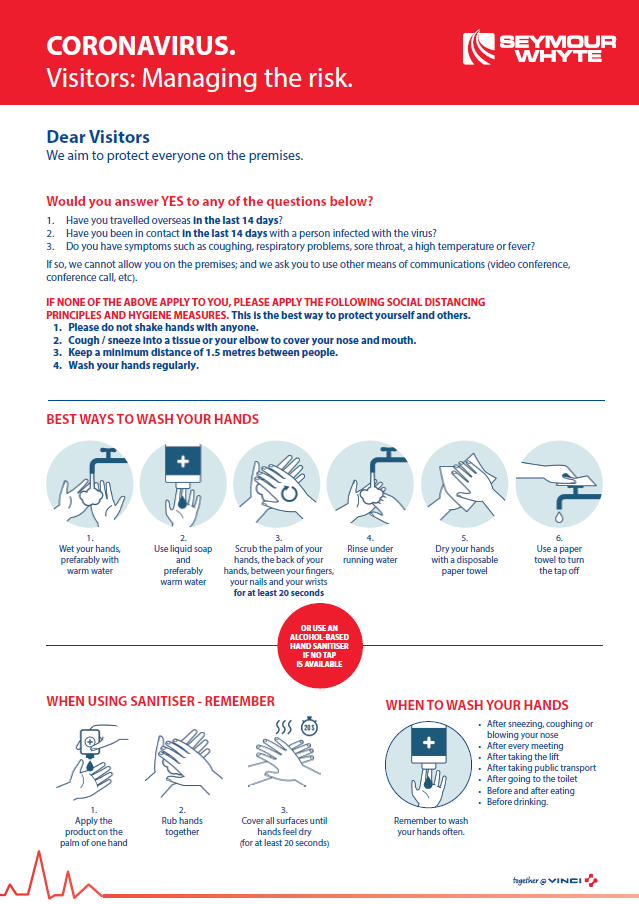 CORONAVIRUS.
Visitors: Managing the risk.
SEYMOUR
WHYTE
Dear Visitors
We aim to protect everyone on the premises.
Would you answer YES to any of the questions below?
1. Have you travelled overseas in the last 14 days?
2. Have you been in contact in the last 14 days with a person infected with the virus?
3. Do you have symptoms such as coughing, respiratory problems, sore throat, a high temperature or fever?
If so, we cannot allow you on the premises; and we ask you to use other means of communications (video conference,
conference call, etc).
IF NONE OF THE ABOVE APPLY TO YOU, PLEASE APPLY THE FOLLOWING SOCIAL DISTANCING
PRINCIPLES AND HYGIENE MEASURES. This is the best way to protect yourself and others.
1. Please do not shake hands with anyone.
2. Cough / sneeze into a tissue or your elbow to cover your nose and mouth.
3. Keep a minimum distance of 1.5 metres between people.
4. Wash your hands regularly.
BEST WAYS TO WASH YOUR HANDS
1.
Wet your hands,
prefarably with
warm water
2.
Use liquid soap
and
preferably
warm water
3.
Scrub the palm of your
hands, the back of your
hands, between your fingers,
your nails and your wrists
for at least 20 seconds
4.
Rinse under
running water
5.
Dry your hands
with a disposable
paper towel
6.
Use a paper
towel to turn
the tap off
OR USE AN
ALCOHOL-BASED
HAND SANITISER
IF NO TAP
IS AVAILABLE
WHEN USING SANITISER - REMEMBER
20 S
1.
Apply the
product on the
palm of one hand
2.
Rub hands
together
3.
Cover all surfaces until
hands feel dry
(for at least 20 seconds)
WHEN TO WASH YOUR HANDS
• After sneezing, coughing or
blowing your nose
• After every meeting
• After taking the lift
• After taking public transport
• After going to the toilet
• Before and after eating
• Before drinking.
Remember to wash
your hands often.
together @ VINCI